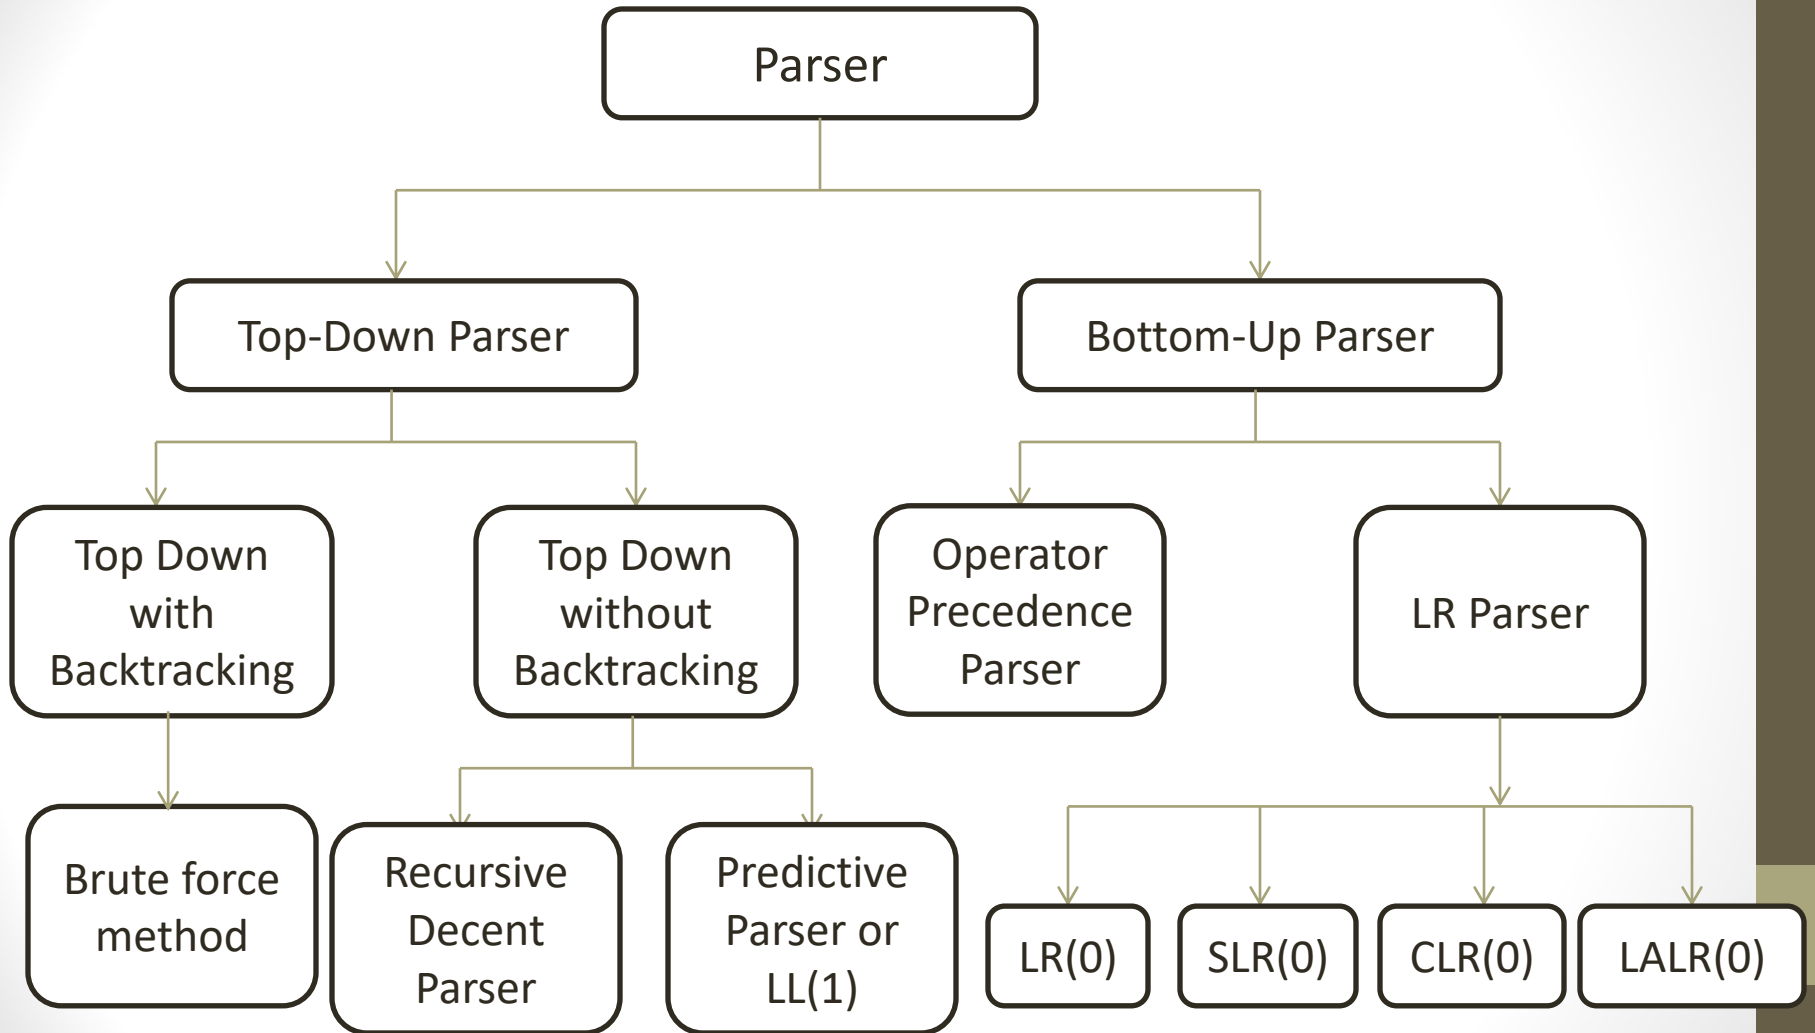 Parser
Top-Down Parser
Bottom-Up Parser
Top Down
with
Backtracking
Top Down
without
Backtracking
Operator
Precedence
Parser
LR Parser
Brute force
method
Recursive
Decent
Parser
Predictive
Parser or
LL(1)
LR(0)
SLR(0)
CLR(0)
LALR(0)